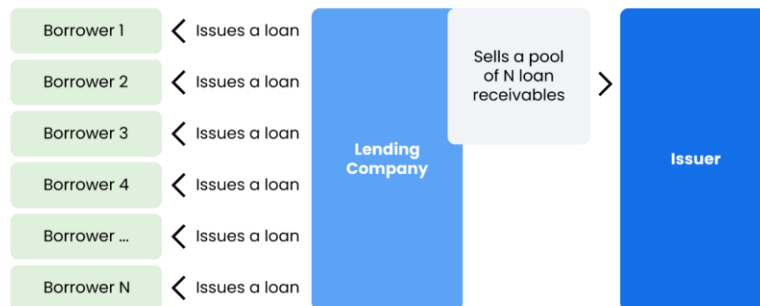 Borrower 1
Issues a loan
Borrower 2
Issues a loan
Borrower 3
Issues a loan
Borrower 4
Issues a loan
Borrower ...
Issues a loan
Borrower N
Issues a loan
Lending
Company
Sells a pool
of N loan
receivables
Issuer